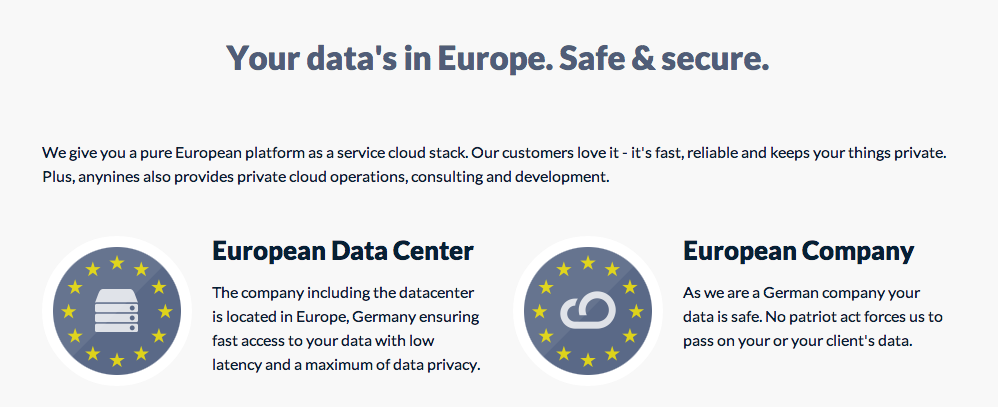 Your data's in Europe. Safe & secure.
We give you a pure European platform as a service cloud stack. Our customers love it - it's fast, reliable and keeps your things private.
Plus, anynines also provides private cloud operations, consulting and development.
European Data Center
The company including the datacenter
is located in Europe, Germany ensuring
fast access to your data with low
latency and a maximum of data privacy.
European Company
As we are a German company your
data is safe. No patriot act forces us to
pass on your or your client's data.